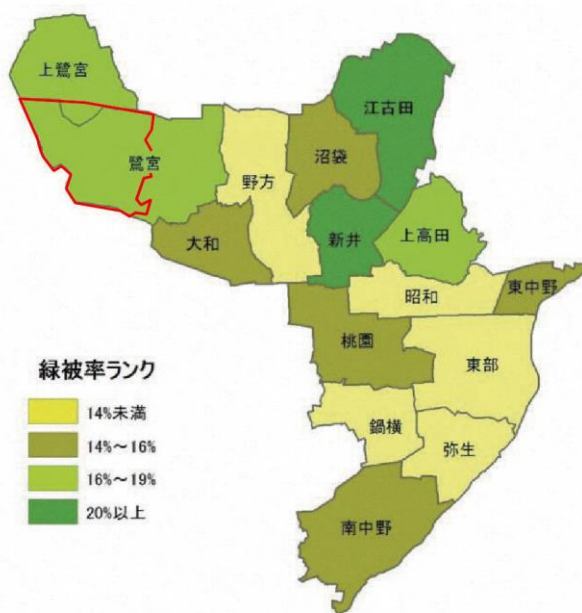 上鷺宮
江古田
沼袋
鷺宮
野方
新井
上高田
大和
昭和
東中野
桃園
東部
緑被率ランク
14%未満
14%～16%
16%～19%
20%以上
鍋横
弥生
南中野